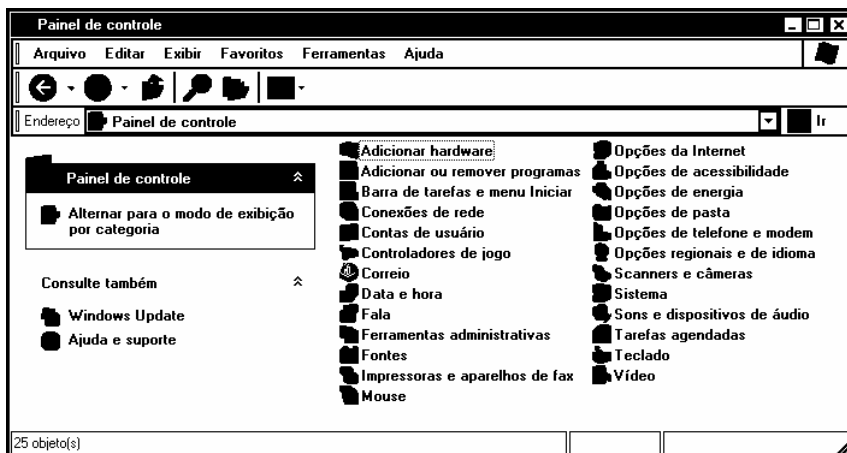 Painel de controle
Arquivo Editar Exibir Favoritos Ferramentas Ajuda
Endereço Painel de controle Ir
Painel de controle
Alternar para o modo de exibição
por categoria
Consulte também
Windows Update
Ajuda e suporte
Adicionar hardware
Adicionar ou remover programas
Barra de tarefas e menu Iniciar
Conexões de rede
Contas de usuário
Controladores de jogo
Correio
Data e hora
Fala
Ferramentas administrativas
Fontes
Impressoras e aparelhos de fax
Mouse
Opções da Internet
Opções de acessibilidade
Opções de energia
Opções de pasta
Opções de telefone e modem
Opções regionais e de idioma
Scanners e câmeras
Sistema
Sons e dispositivos de áudio
Tarefas agendadas
Teclado
Vídeo
25 objeto(s)